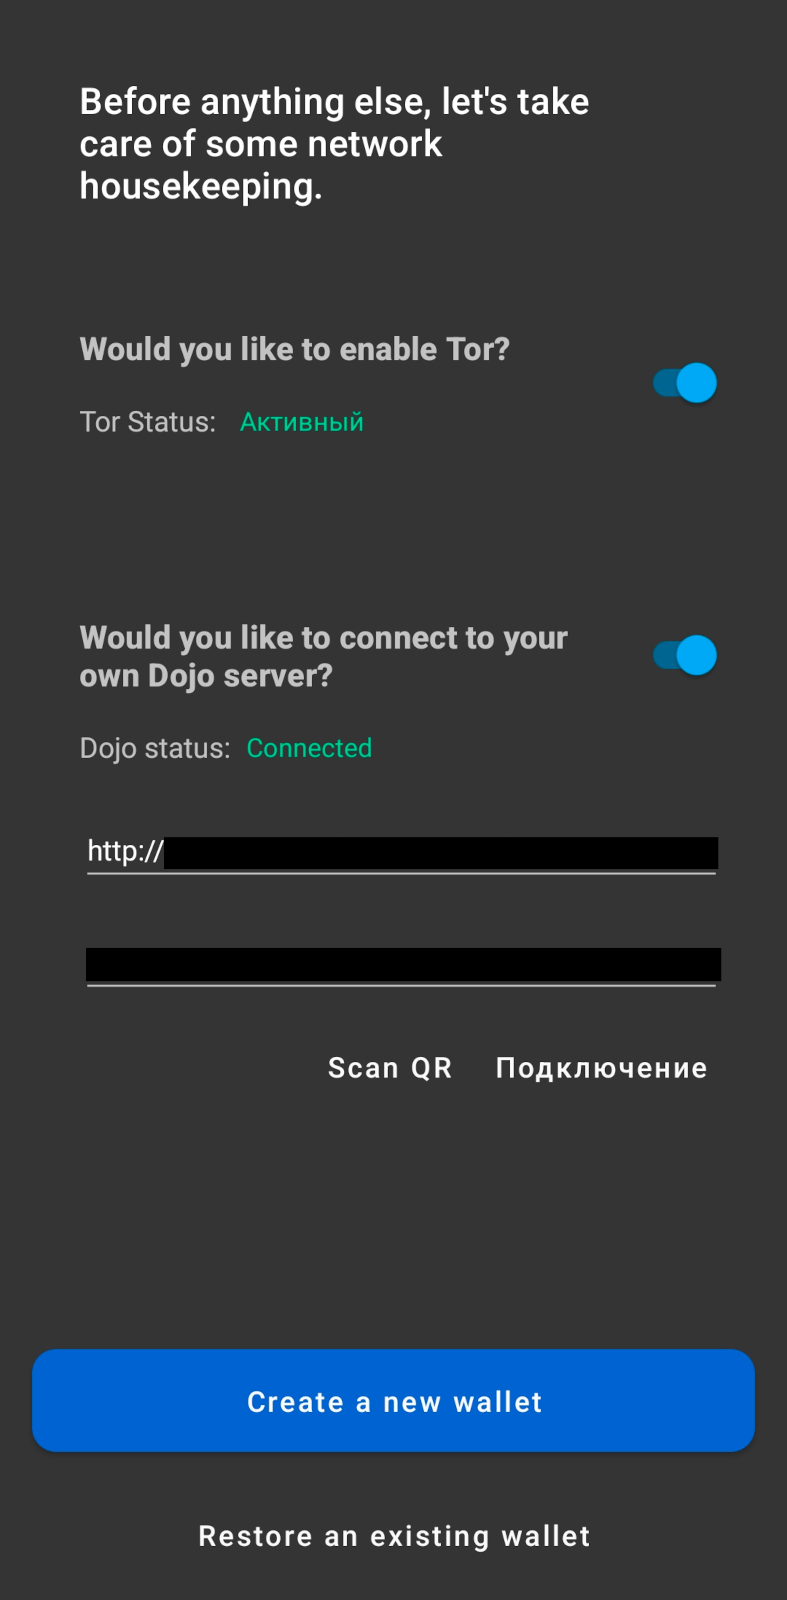 Before anything else, let's take
care of some network
housekeeping.
Would you like to enable Tor?
Tor Status: Активный
Would you like to connect to your
own Dojo server?
Dojo status: Connected
http://
Scan QR Подключение
Create a new wallet
Restore an existing wallet